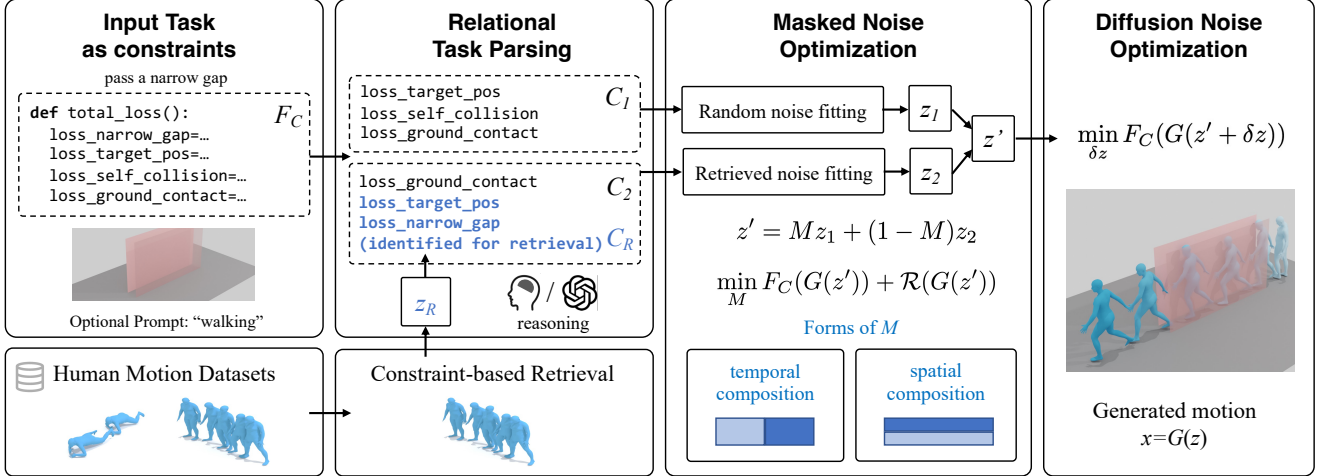 Input Task
as constraints
pass a narrow gap
def total_loss():
F_C
loss_narrow_gap=…
loss_target_pos=…
loss_self_collision=…
loss_ground_contact=…
Optional Prompt: “walking”
Human Motion Datasets
Relational
Task Parsing
loss_target_pos
C_1
loss_self_collision
loss_ground_contact
loss_ground_contact
C_2
loss_target_pos
loss_narrow_gap
(identified for retrieval) C_R
z_R
/
reasoning
Constraint-based Retrieval
Masked Noise
Optimization
Random noise fitting
z_1
z’
Retrieved noise fitting
z_2
z′ = Mz_1 + (1 − M)z_2
min_M F_C(G(z′)) + R(G(z′))
Forms of M
temporal
composition
spatial
composition
Diffusion Noise
Optimization
min_δz F_C(G(z′ + δz))
Generated motion
x=G(z)